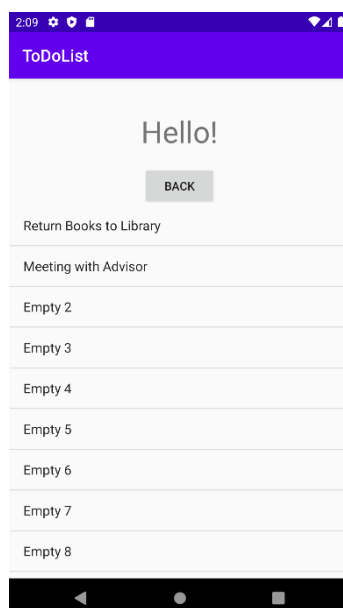 2:09
ToDoList
Hello!
BACK
Return Books to Library
Meeting with Advisor
Empty 2
Empty 3
Empty 4
Empty 5
Empty 6
Empty 7
Empty 8